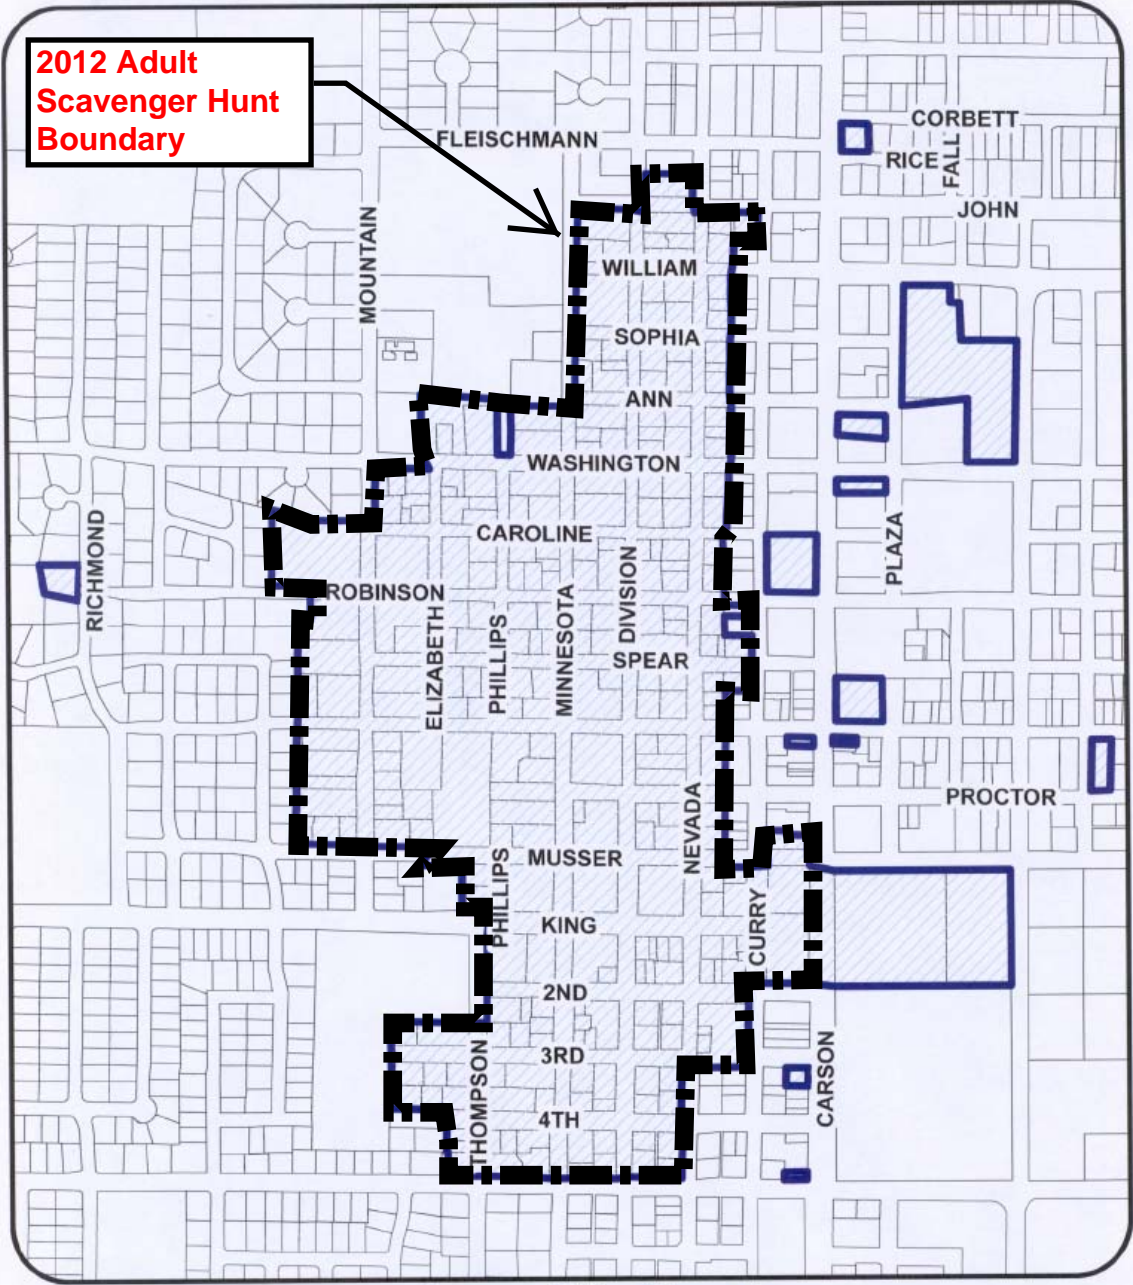 2012 Adult
Scavenger Hunt
Boundary
FLEISCHMANN
CORBETT
RICE
FALL
JOHN
MOUNTAIN
WILLIAM
SOPHIA
ANN
WASHINGTON
CAROLINE
RICHMOND
PLAZA
ROBINSON
ELIZABETH
PHILLIPS
MINNESOTA
DIVISION
SPEAR
PROCTOR
NEVADA
MUSSER
PHILLIPS
KING
CURRY
2ND
3RD
THOMPSON
CARSON
4TH